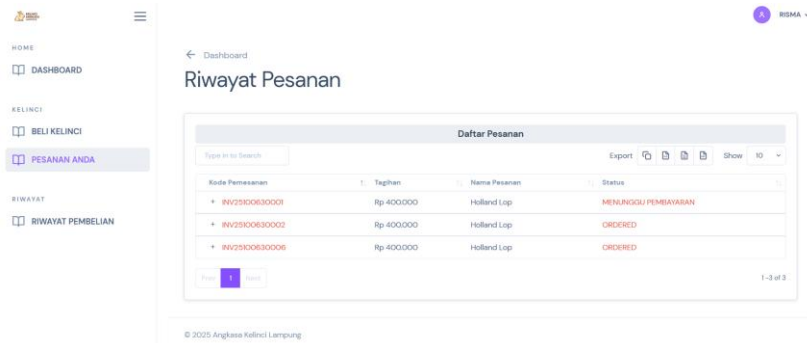 RISMA
HOME
DASHBOARD
KELINCI
BELI KELINCI
PESANAN ANDA
RIWAYAT
RIWAYAT PEMBELIAN
Dashboard
Riwayat Pesanan
Daftar Pesanan
Type in to Search
Export
Show 10
Kode Pemesanan Tagihan Nama Pesanan Status
+ INV25100630001 Rp 400.000 Holland Lop MENUNGGU PEMBAYARAN
+ INV25100630002 Rp 400.000 Holland Lop ORDERED
+ INV25100630006 Rp 400.000 Holland Lop ORDERED
Prev 1 Next
1 -3 of 3
© 2025 Angkasa Kelinci Lampung